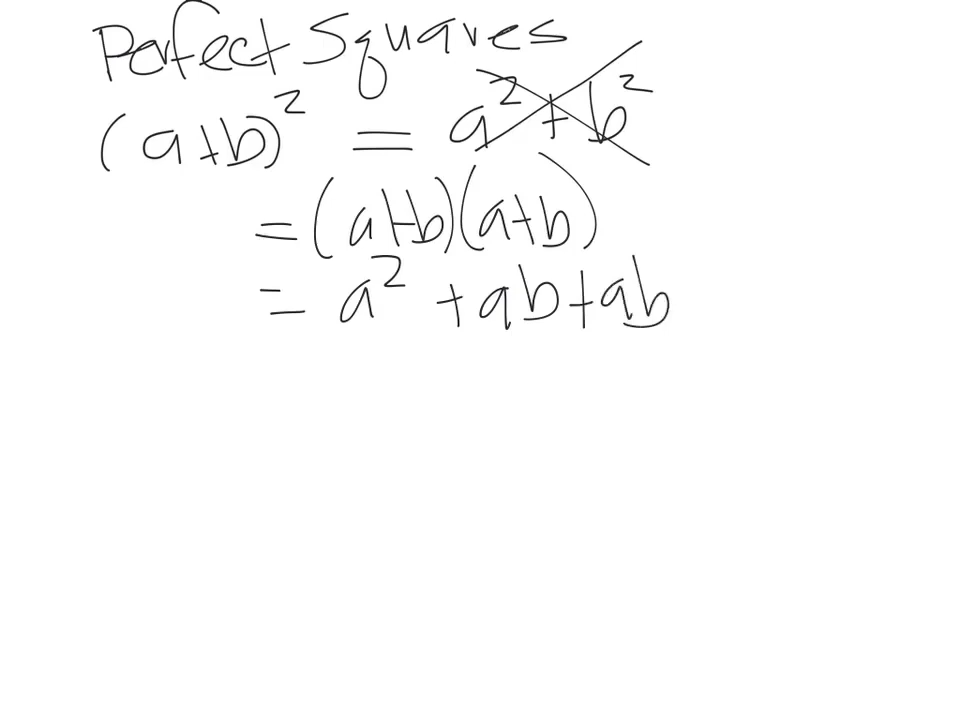 Perfect Squares
(a+b)² = a² + b²
= (a+b)(a+b)
= a² + ab + ab